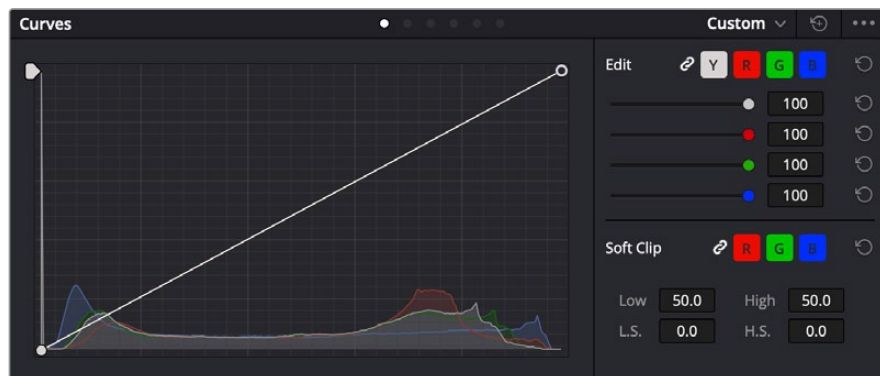 Curves
Custom
Edit Y R G B
100
100
100
100
Soft Clip R G B
Low 50.0 High 50.0
L.S. 0.0 H.S. 0.0